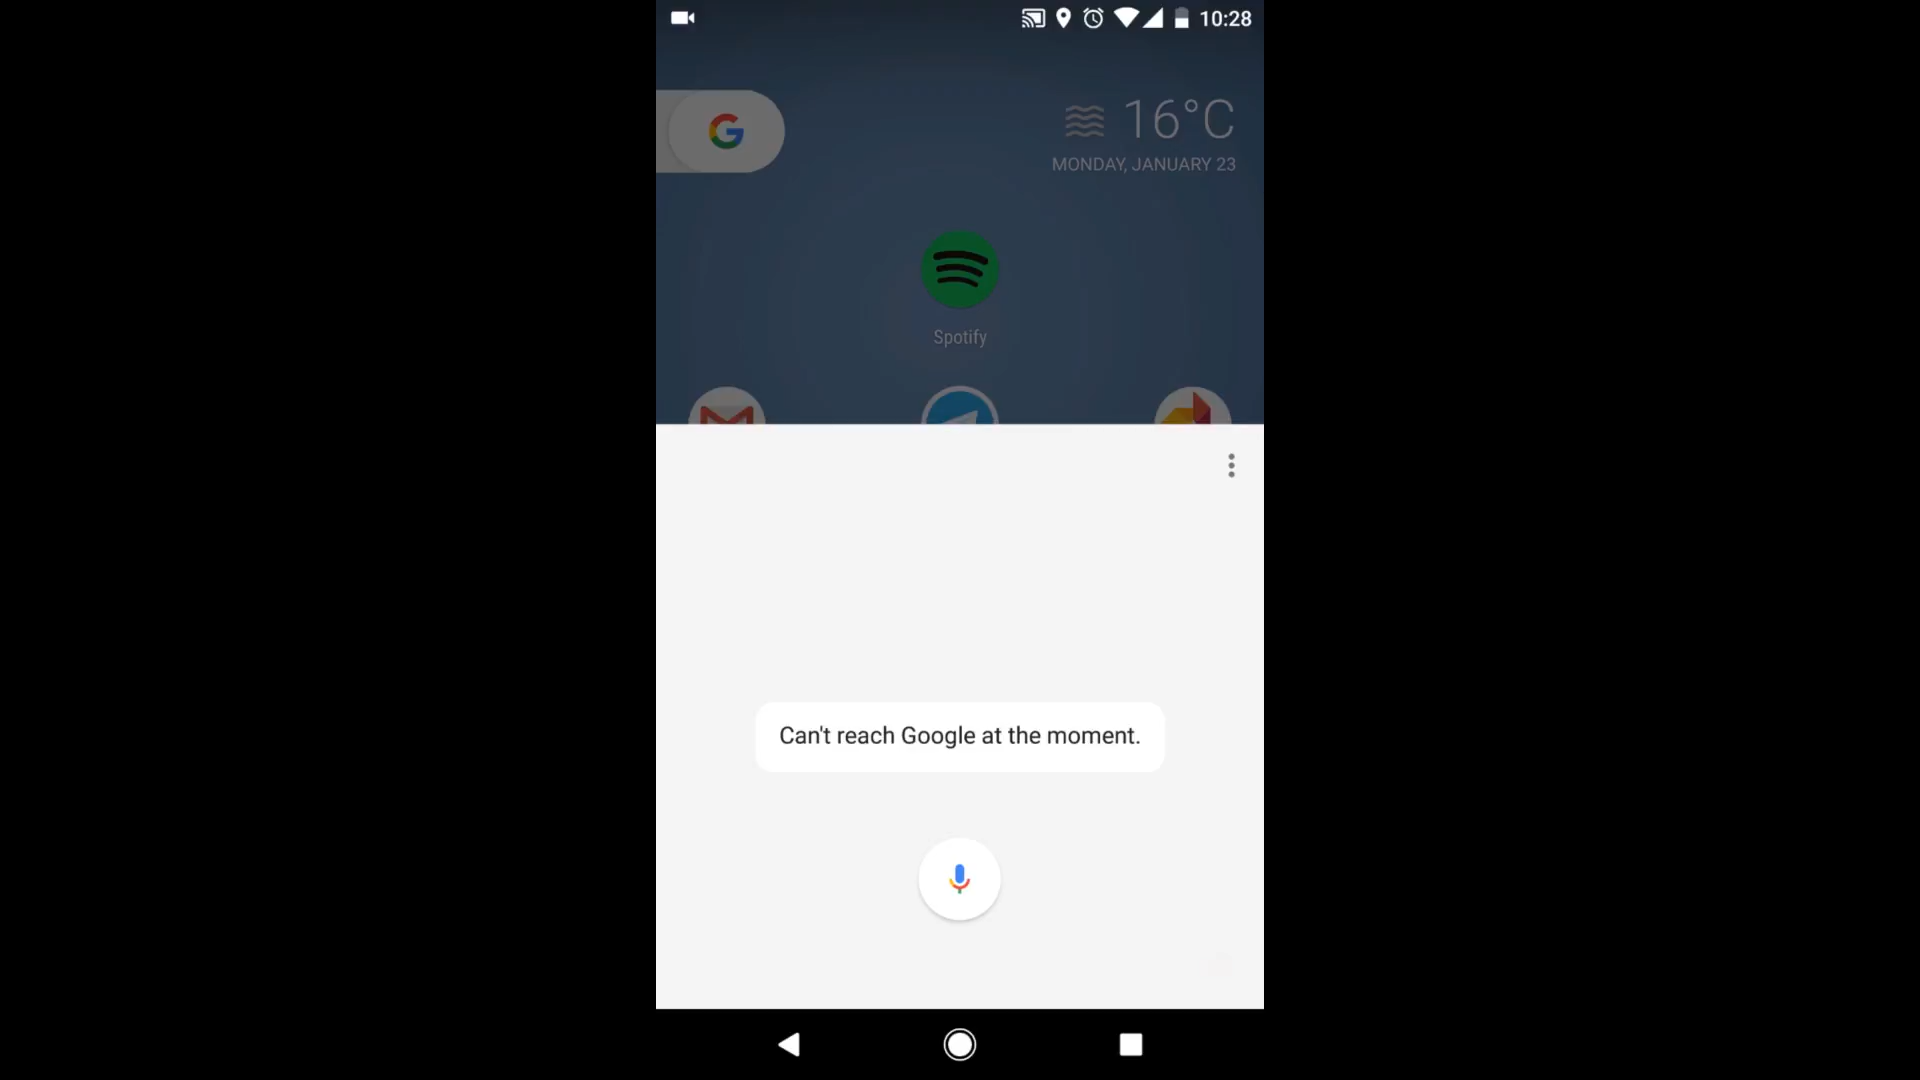 10:28
16°C
MONDAY, JANUARY 23
Spotify
Can't reach Google at the moment.